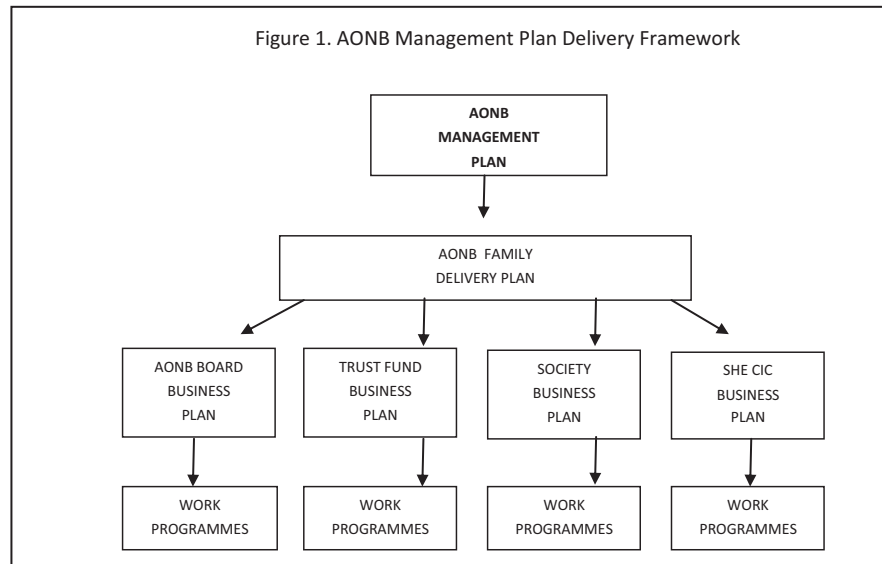 Figure 1. AONB Management Plan Delivery Framework
AONB
MANAGEMENT
PLAN
AONB FAMILY
DELIVERY PLAN
AONB BOARD
BUSINESS
PLAN
TRUST FUND
BUSINESS
PLAN
SOCIETY
BUSINESS
PLAN
SHE CIC
BUSINESS
PLAN
WORK
PROGRAMMES
WORK
PROGRAMMES
WORK
PROGRAMMES
WORK
PROGRAMMES